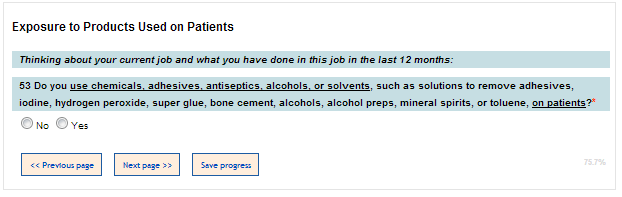 Exposure to Products Used on Patients
Thinking about your current job and what you have done in this job in the last 12 months:
53 Do you use chemicals, adhesives, antiseptics, alcohols, or solvents, such as solutions to remove adhesives,
iodine, hydrogen peroxide, super glue, bone cement, alcohols, alcohol preps, mineral spirits, or toluene, on patients?*
No Yes
<< Previous page Next page >> Save progress 75.7%